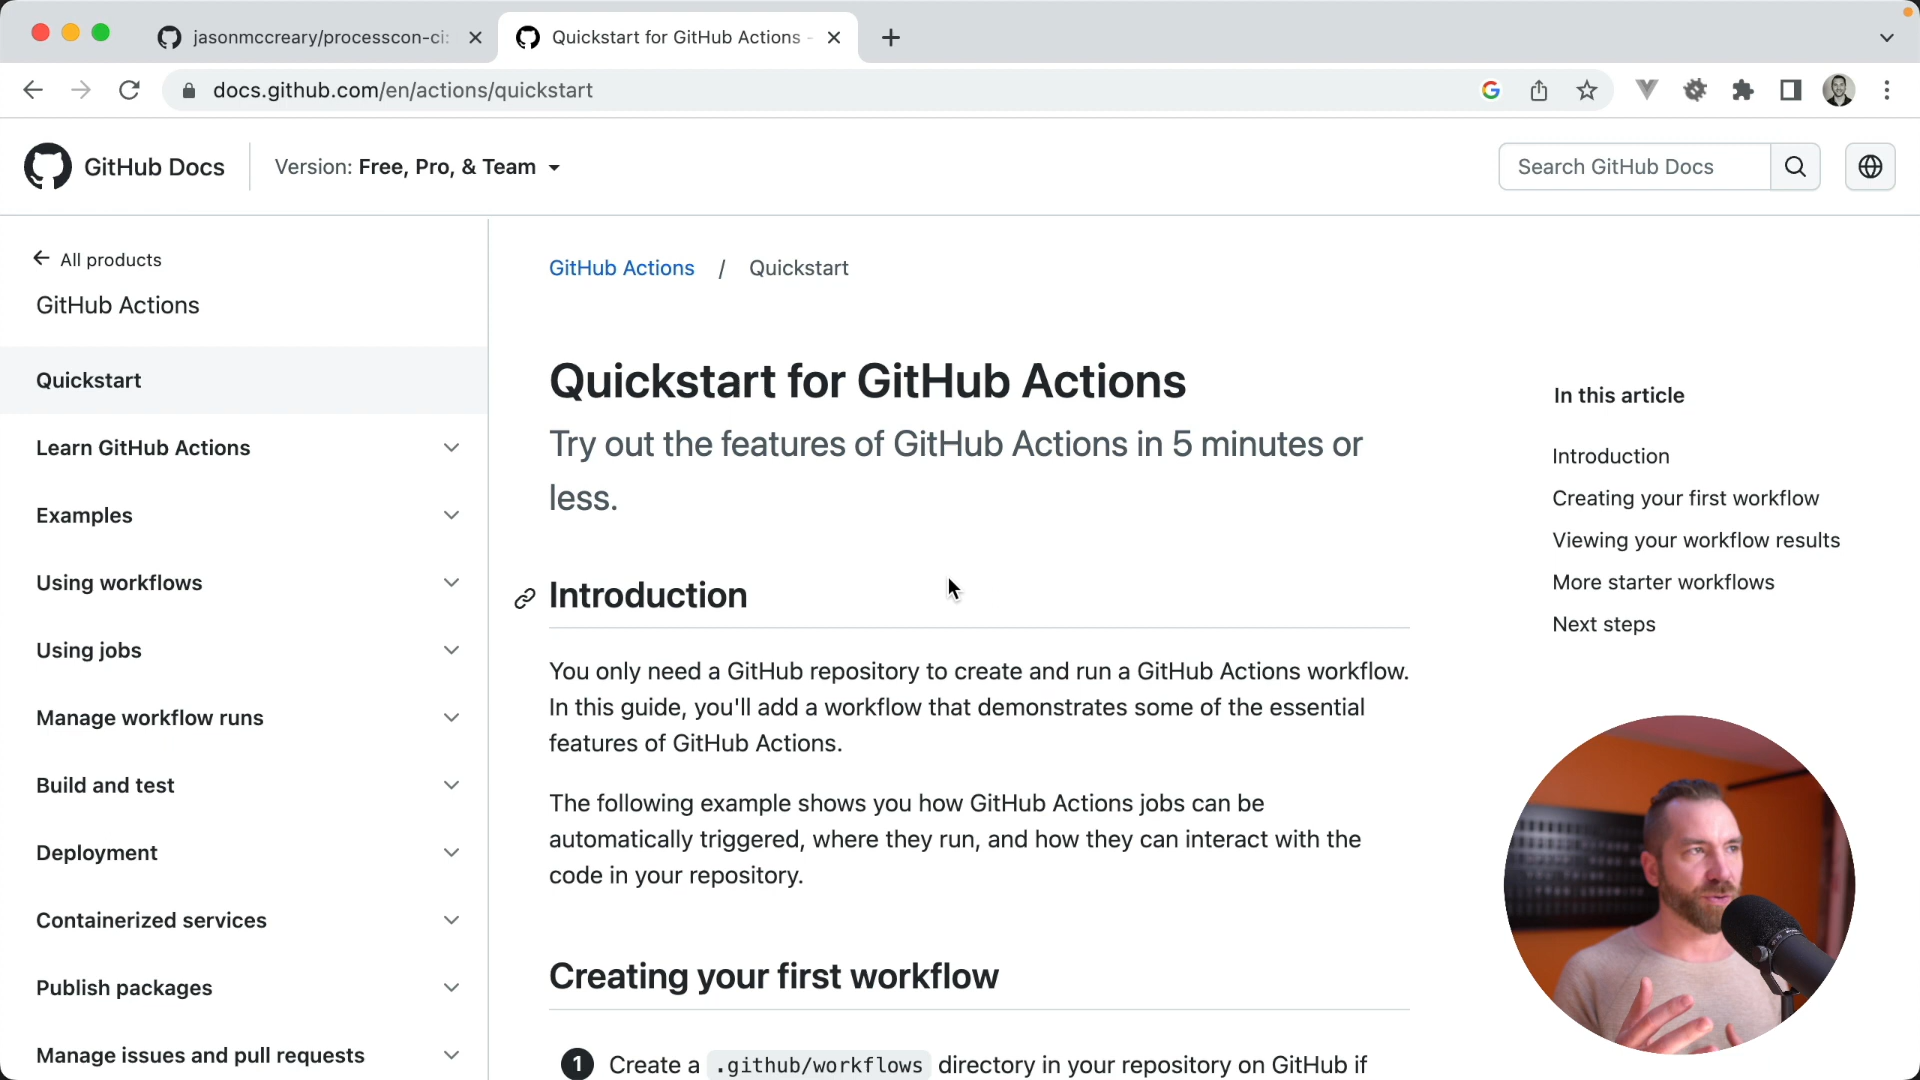 jasonmccreary/processcon-ci:
Quickstart for GitHub Actions -
docs.github.com/en/actions/quickstart
GitHub Docs
Version: Free, Pro, & Team
Search GitHub Docs
All products
GitHub Actions
Quickstart
Learn GitHub Actions
Examples
Using workflows
Using jobs
Manage workflow runs
Build and test
Deployment
Containerized services
Publish packages
Manage issues and pull requests
GitHub Actions / Quickstart
Quickstart for GitHub Actions
Try out the features of GitHub Actions in 5 minutes or
less.
Introduction
You only need a GitHub repository to create and run a GitHub Actions workflow.
In this guide, you'll add a workflow that demonstrates some of the essential
features of GitHub Actions.
The following example shows you how GitHub Actions jobs can be
automatically triggered, where they run, and how they can interact with the
code in your repository.
Creating your first workflow
1 Create a .github/workflows directory in your repository on GitHub if
In this article
Introduction
Creating your first workflow
Viewing your workflow results
More starter workflows
Next steps